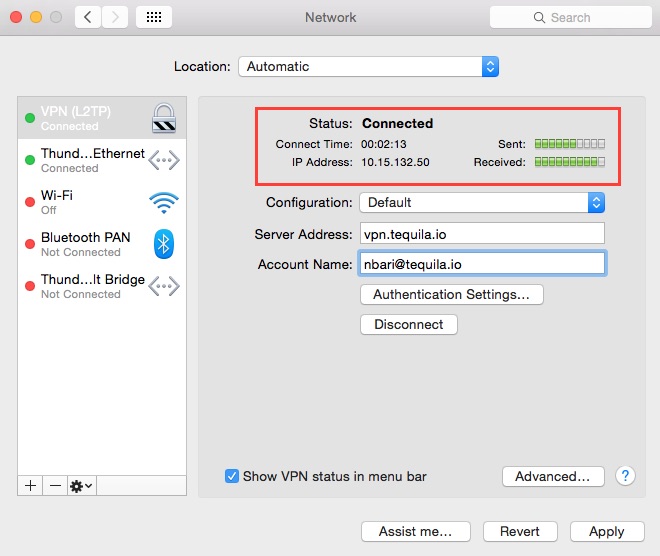 Network
Search
Location: Automatic
VPN (L2TP)
Connected
Thund...Ethernet
Connected
Wi-Fi
Off
Bluetooth PAN
Not Connected
Thund...lt Bridge
Not Connected
Status: Connected
Connect Time: 00:02:13 Sent:
IP Address: 10.15.132.50 Received:
Configuration: Default
Server Address: vpn.tequila.io
Account Name: nbari@tequila.io
Authentication Settings...
Disconnect
Show VPN status in menu bar Advanced... ?
Assist me... Revert Apply